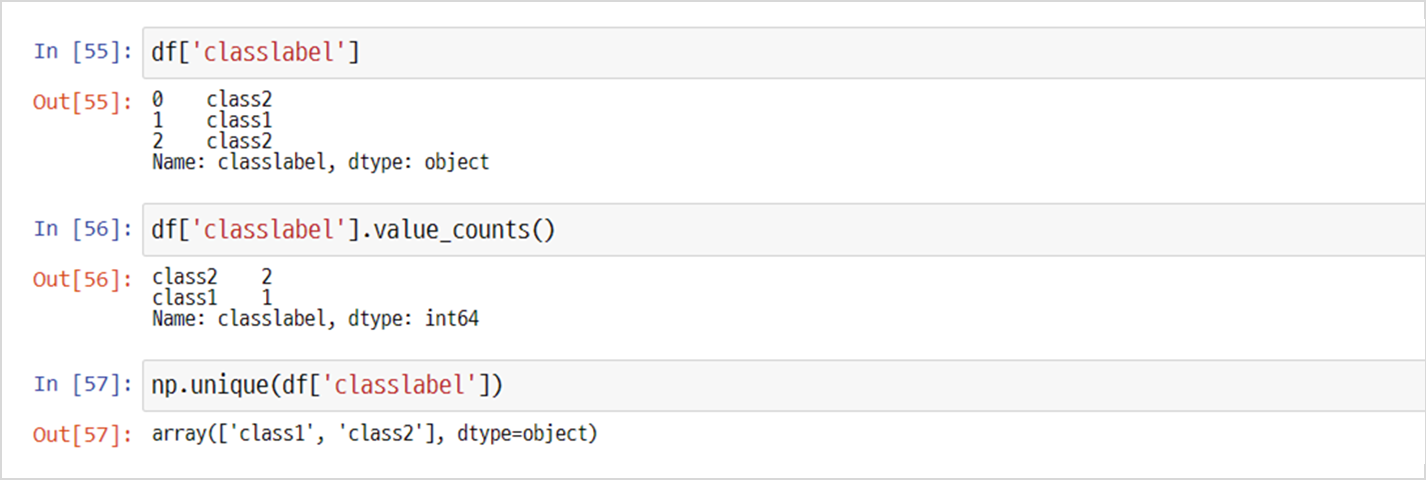 In [55]: df['classlabel']
Out[55]: 0    class2
1    class1
2    class2
Name: classlabel, dtype: object
In [56]: df['classlabel'].value_counts()
Out[56]: class2    2
class1    1
Name: classlabel, dtype: int64
In [57]: np.unique(df['classlabel'])
Out[57]: array(['class1', 'class2'], dtype=object)